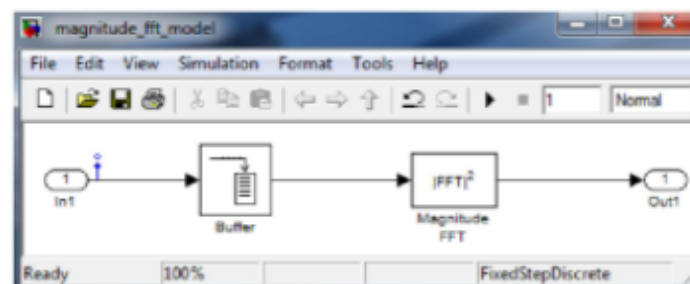 magnitude_fft_model
File Edit View Simulation Format Tools Help
1 Normal
1 |FFT|² 1
In1 Buffer Magnitude FFT Out1
Ready 100% FixedStepDiscrete